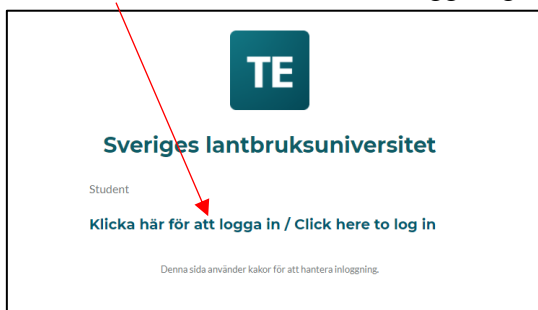 TE
Sveriges lantbruksuniversitet
Student
Klicka här för att logga in / Click here to log in
Denna sida använder kakor för att hantera inloggning.